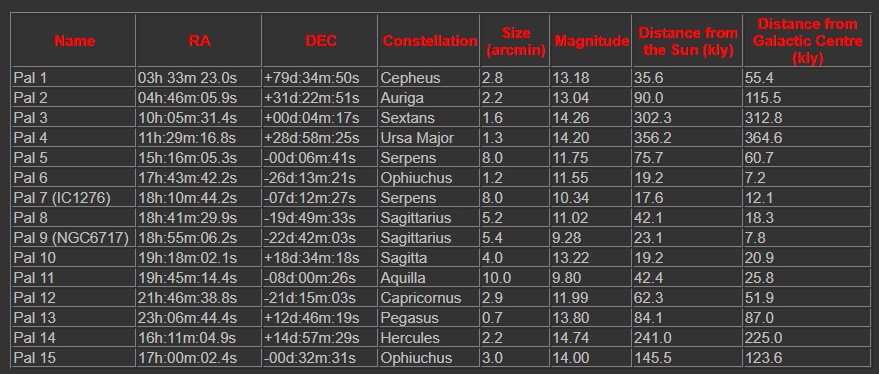 Name RA DEC Constellation Size (arcmin) Magnitude Distance from the Sun (kly) Distance from Galactic Centre (kly)
Pal 1 03h 33m 23.0s +79d:34m:50s Cepheus 2.8 13.18 35.6 55.4
Pal 2 04h:46m:05.9s +31d:22m:51s Auriga 2.2 13.04 90.0 115.5
Pal 3 10h:05m:31.4s +00d:04m:17s Sextans 1.6 14.26 302.3 312.8
Pal 4 11h:29m:16.8s +28d:58m:25s Ursa Major 1.3 14.20 356.2 364.6
Pal 5 15h:16m:05.3s -00d:06m:41s Serpens 8.0 11.75 75.7 60.7
Pal 6 17h:43m:42.2s -26d:13m:21s Ophiuchus 1.2 11.55 19.2 7.2
Pal 7 (IC1276) 18h:10m:44.2s -07d:12m:27s Serpens 8.0 10.34 17.6 12.1
Pal 8 18h:41m:29.9s -19d:49m:33s Sagittarius 5.2 11.02 42.1 18.3
Pal 9 (NGC6717) 18h:55m:06.2s -22d:42m:03s Sagittarius 5.4 9.28 23.1 7.8
Pal 10 19h:18m:02.1s +18d:34m:18s Sagitta 4.0 13.22 19.2 20.9
Pal 11 19h:45m:14.4s -08d:00m:26s Aquilla 10.0 9.80 42.4 25.8
Pal 12 21h:46m:38.8s -21d:15m:03s Capricornus 2.9 11.99 62.3 51.9
Pal 13 23h:06m:44.4s +12d:46m:19s Pegasus 0.7 13.80 84.1 87.0
Pal 14 16h:11m:04.9s +14d:57m:29s Hercules 2.2 14.74 241.0 225.0
Pal 15 17h:00m:02.4s -00d:32m:31s Ophiuchus 3.0 14.00 145.5 123.6